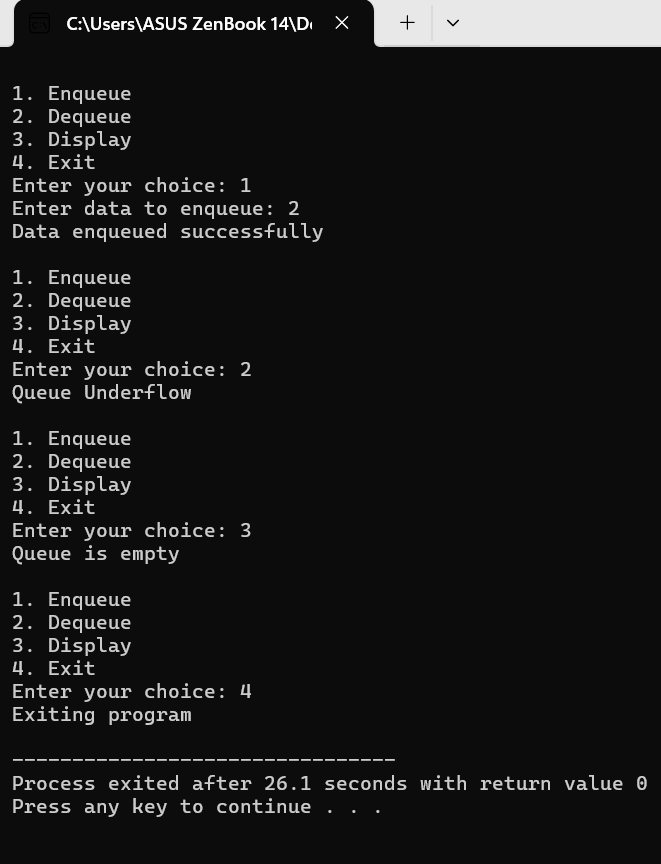 C:\Users\ASUS ZenBook 14\D
1. Enqueue
2. Dequeue
3. Display
4. Exit
Enter your choice: 1
Enter data to enqueue: 2
Data enqueued successfully
1. Enqueue
2. Dequeue
3. Display
4. Exit
Enter your choice: 2
Queue Underflow
1. Enqueue
2. Dequeue
3. Display
4. Exit
Enter your choice: 3
Queue is empty
1. Enqueue
2. Dequeue
3. Display
4. Exit
Enter your choice: 4
Exiting program
--------------------------------
Process exited after 26.1 seconds with return value 0
Press any key to continue . . .